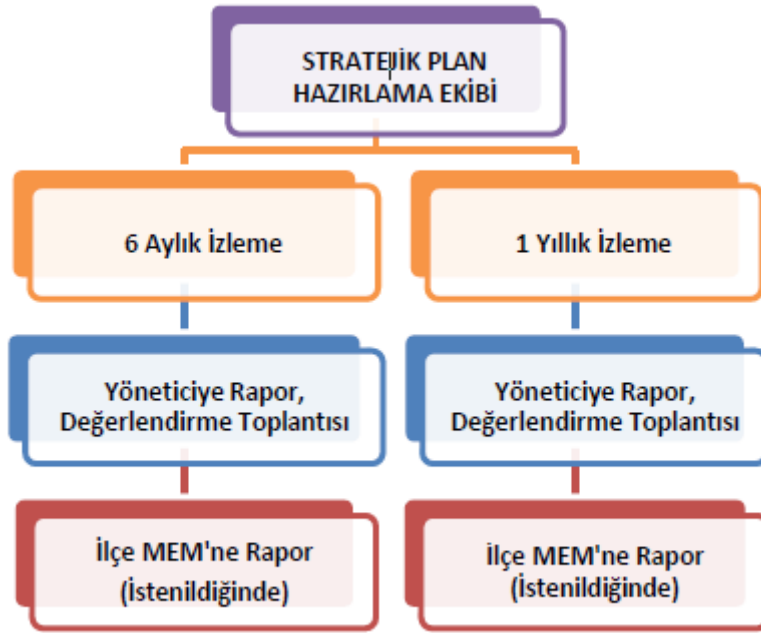 STRATEJİK PLAN
HAZIRLAMA EKİBİ
6 Aylık İzleme
1 Yıllık İzleme
Yöneticiye Rapor,
Değerlendirme Toplantısı
Yöneticiye Rapor,
Değerlendirme Toplantısı
İlçe MEM'ne Rapor
(İstenildiğinde)
İlçe MEM'ne Rapor
(İstenildiğinde)